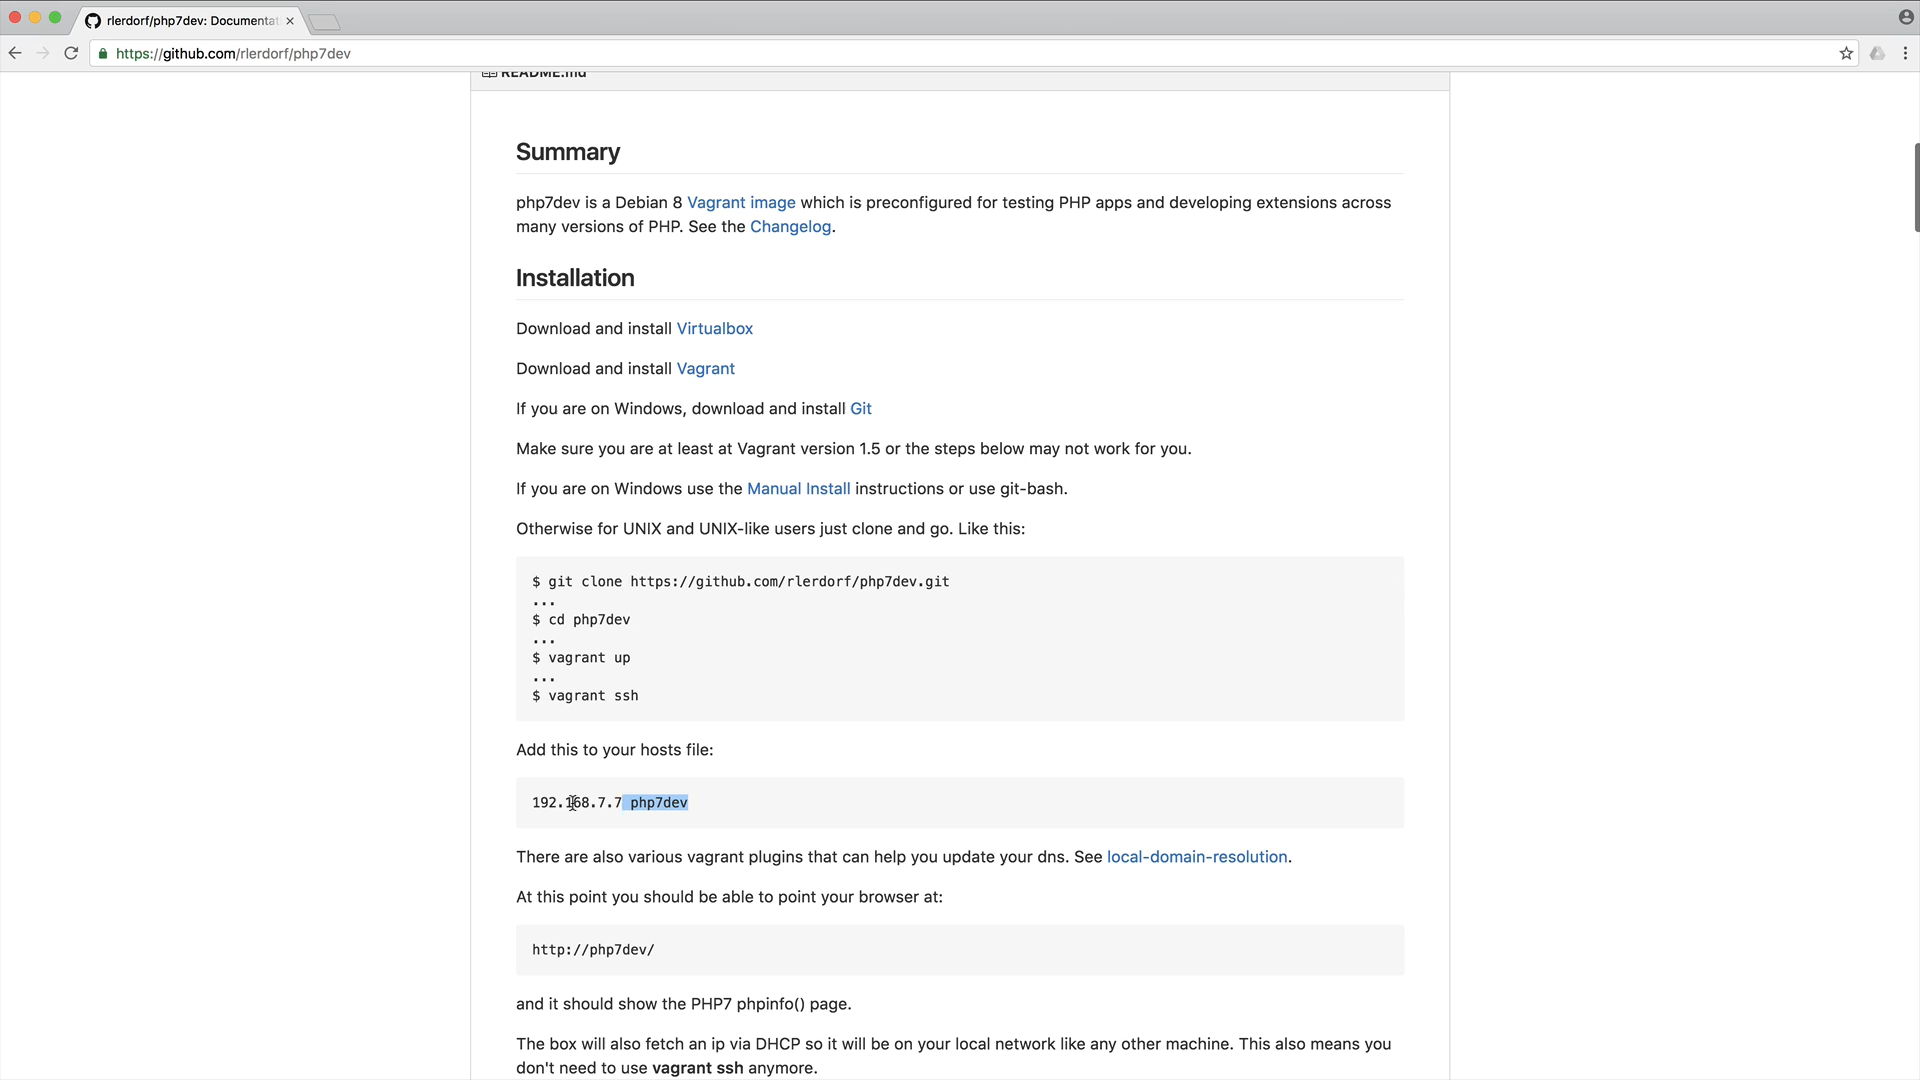 rlerdorf/php7dev: Documentat
https://github.com/rlerdorf/php7dev
README.md
Summary
php7dev is a Debian 8 Vagrant image which is preconfigured for testing PHP apps and developing extensions across
many versions of PHP. See the Changelog.
Installation
Download and install Virtualbox
Download and install Vagrant
If you are on Windows, download and install Git
Make sure you are at least at Vagrant version 1.5 or the steps below may not work for you.
If you are on Windows use the Manual Install instructions or use git-bash.
Otherwise for UNIX and UNIX-like users just clone and go. Like this:
$ git clone https://github.com/rlerdorf/php7dev.git
...
$ cd php7dev
...
$ vagrant up
...
$ vagrant ssh
Add this to your hosts file:
192.168.7.7 php7dev
There are also various vagrant plugins that can help you update your dns. See local-domain-resolution.
At this point you should be able to point your browser at:
http://php7dev/
and it should show the PHP7 phpinfo() page.
The box will also fetch an ip via DHCP so it will be on your local network like any other machine. This also means you
don't need to use vagrant ssh anymore.